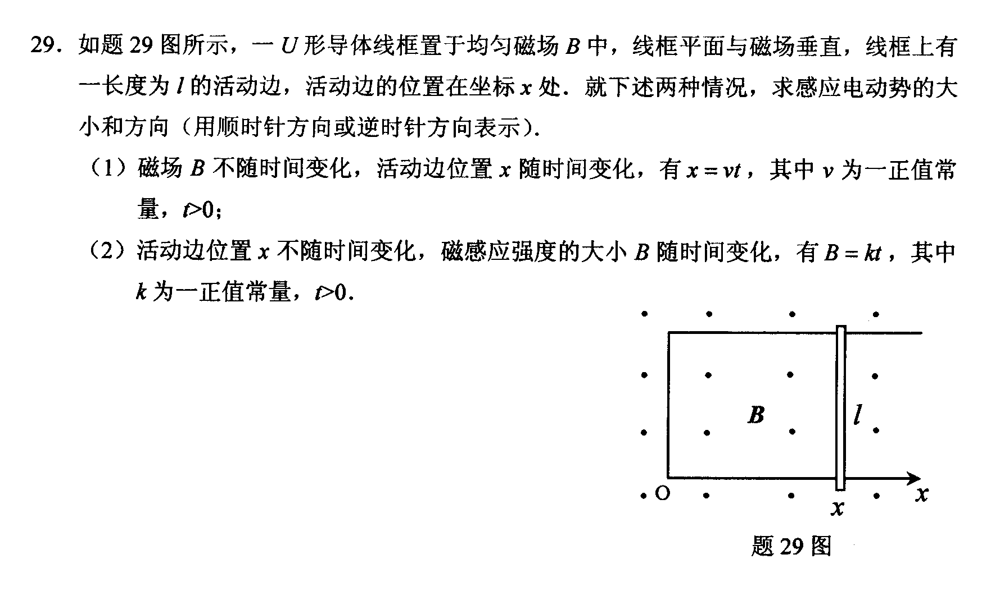 29. 如题 29 图所示，一 U 形导体线框置于均匀磁场 B 中，线框平面与磁场垂直，线框上有
一长度为 l 的活动边，活动边的位置在坐标 x 处．就下述两种情况，求感应电动势的大
小和方向（用顺时针方向或逆时针方向表示）.
（1）磁场 B 不随时间变化，活动边位置 x 随时间变化，有 x = vt，其中 v 为一正值常
量，t>0；
（2）活动边位置 x 不随时间变化，磁感应强度的大小 B 随时间变化，有 B = kt，其中
k 为一正值常量，t>0．
B
l
O
x
x
题 29 图